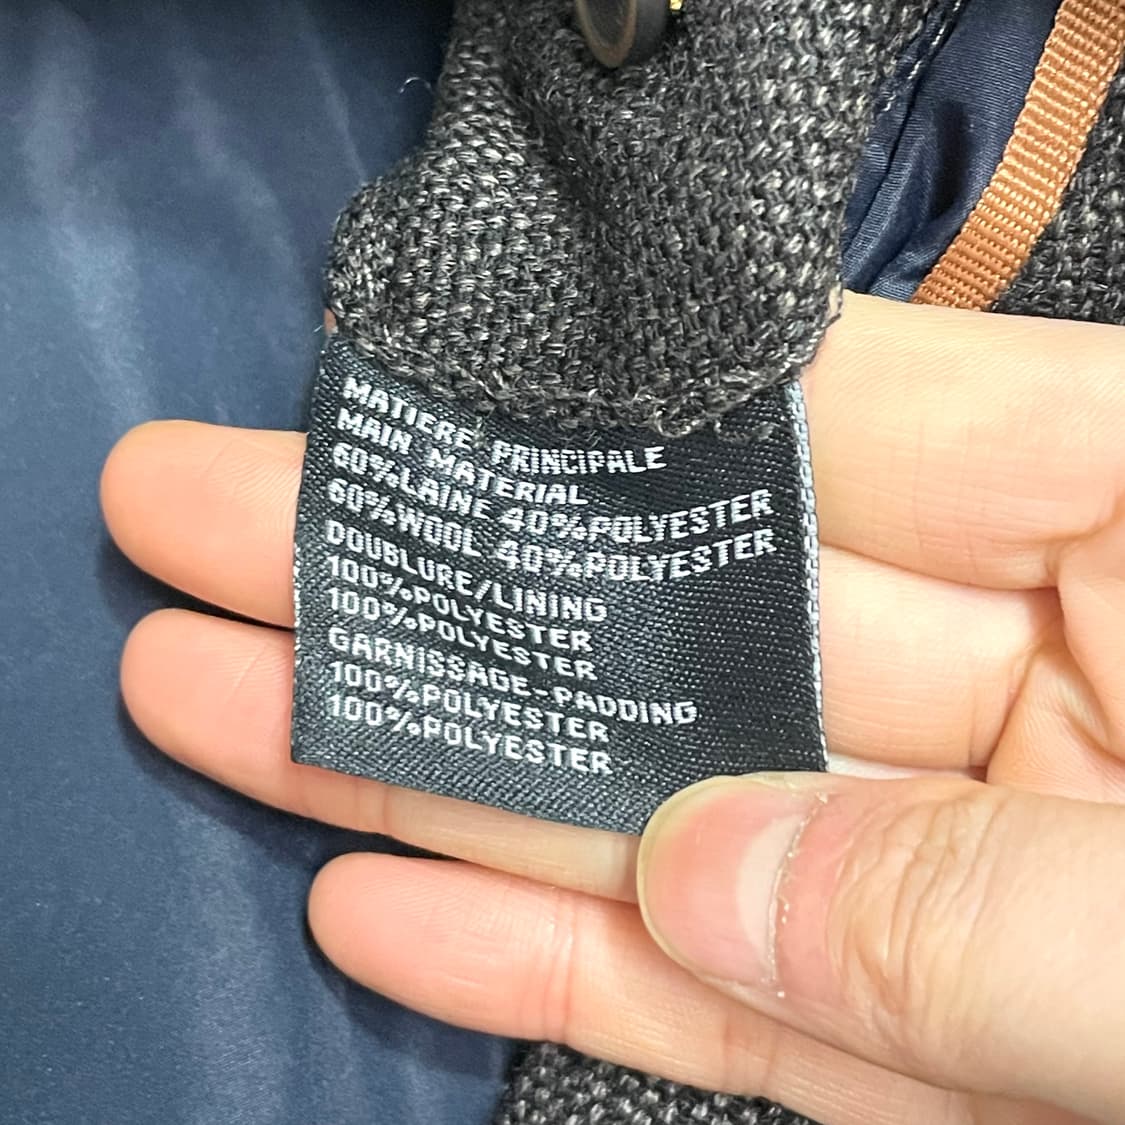 MATIERE PRINCIPALE
MAIN MATERIAL
60%LAINE 40%POLYESTER
60%WOOL 40%POLYESTER
DOUBLURE/LINING
100%POLYESTER
100%POLYESTER
GARNISSAGE-PADDING
100%POLYESTER
100%POLYESTER